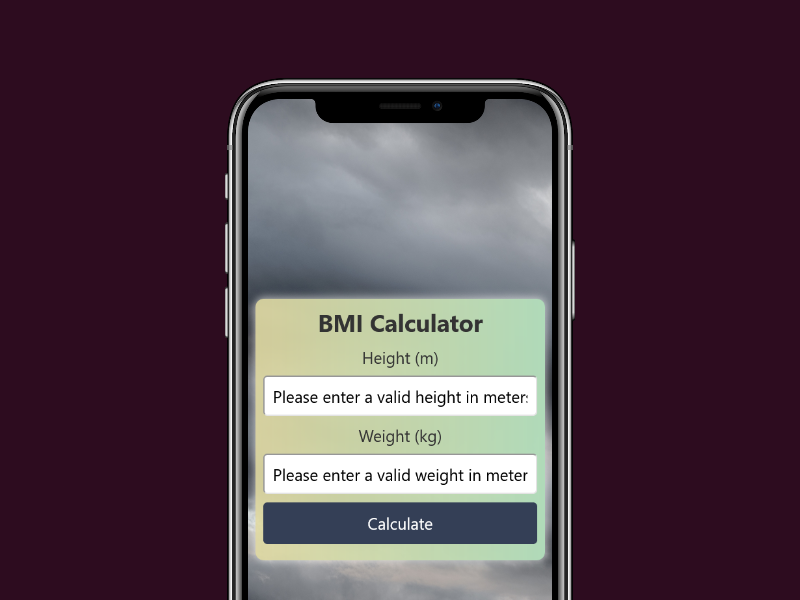 BMI Calculator
Height (m)
Please enter a valid height in meters
Weight (kg)
Please enter a valid weight in meter
Calculate